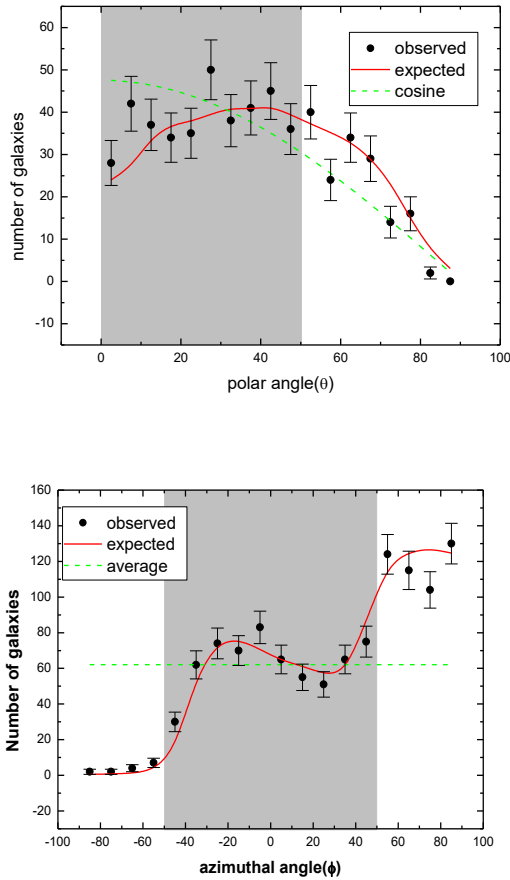 60
50
40
30
20
10
0
-10
number of galaxies
observed
expected
cosine
0 20 40 60 80 100
polar angle(θ)
160
140
120
100
80
60
40
20
0
-20
Number of galaxies
observed
expected
average
-100 -80 -60 -40 -20 0 20 40 60 80 100
azimuthal angle(ϕ)